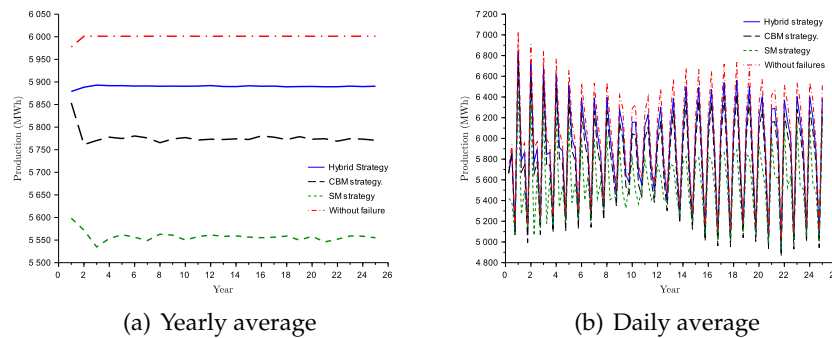 6 050
6 000
5 950
5 900
5 850
5 800
5 750
5 700
5 650
5 600
5 550
5 500
Production (MWh)
Hybrid Strategy
CBM strategy.
SM strategy
Without failure
0 2 4 6 8 10 12 14 16 18 20 22 24 26
Year
(a) Yearly average
7 200
7 000
6 800
6 600
6 400
6 200
6 000
5 800
5 600
5 400
5 200
5 000
4 800
Production (MWh)
Hybrid strategy
CBM strategy.
SM strategy
Without failures
0 2 4 6 8 10 12 14 16 18 20 22 24 26
Year
(b) Daily average